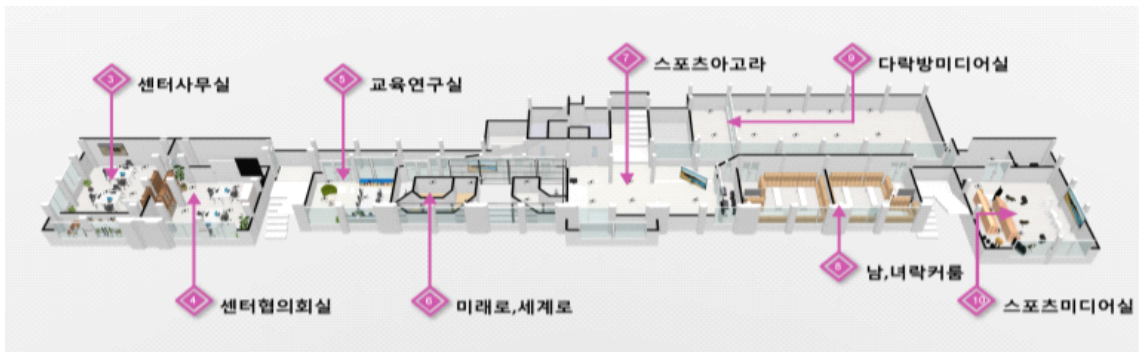 3 센터사무실
5 교육연구실
7 스포츠아고라
9 다락방미디어실
4 센터협의회실
6 미래로,세계로
8 남,녀락커룸
10 스포츠미디어실